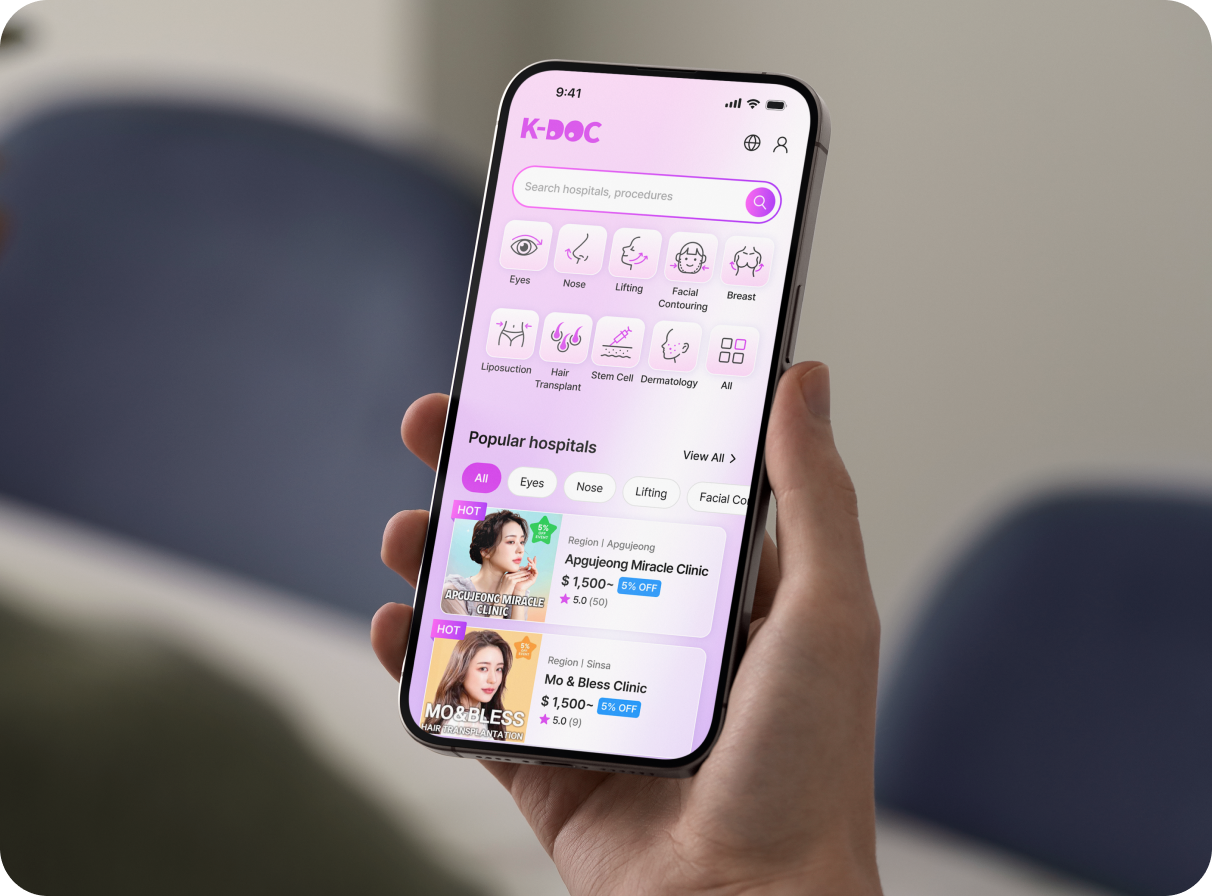 9:41
K-DOC
Search hospitals, procedures
Eyes
Nose
Lifting
Facial
Contouring
Breast
Liposuction
Hair
Transplant
Stem Cell
Dermatology
All
Popular hospitals
View All
All
Eyes
Nose
Lifting
Facial Co
HOT
5%
OFF
EVENT
APGUJEONG MIRACLE
CLINIC
Region | Apgujeong
Apgujeong Miracle Clinic
$ 1,500~ 5% OFF
5.0 (50)
HOT
5%
MO&BLESS
HAIR TRANSPLANTATION
Region | Sinsa
Mo & Bless Clinic
$ 1,500~ 5% OFF
5.0 (9)